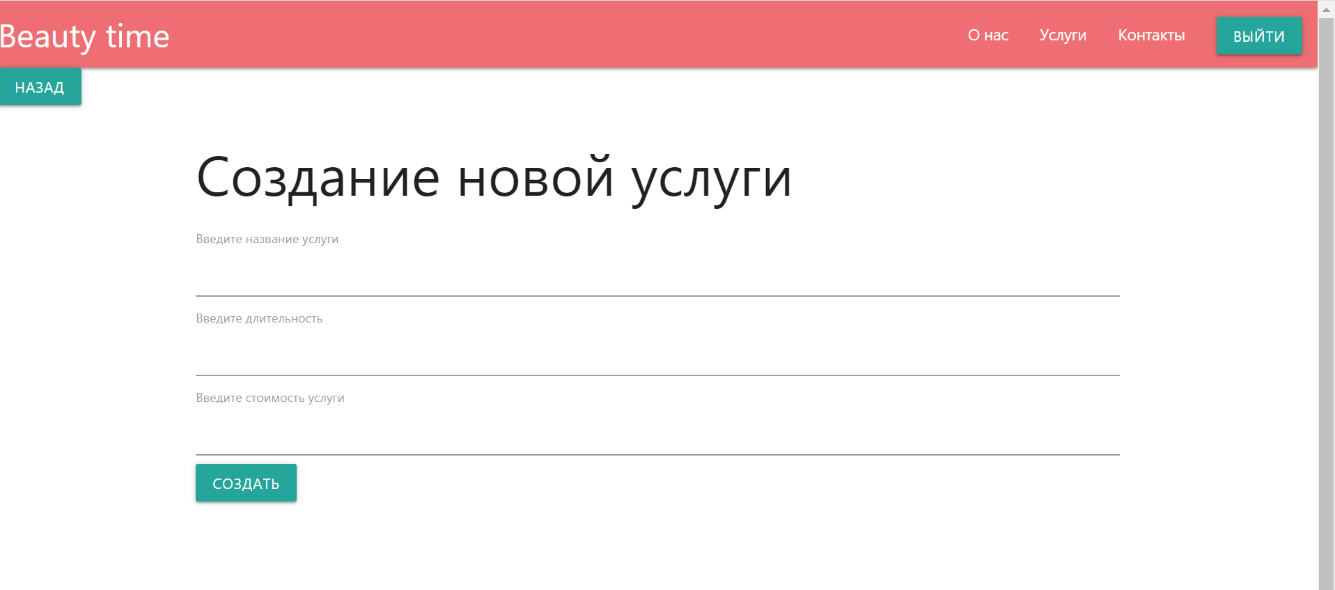 Beauty time
О нас
Услуги
Контакты
ВЫЙТИ
НАЗАД
Создание новой услуги
Введите название услуги
Введите длительность
Введите стоимость услуги
СОЗДАТЬ